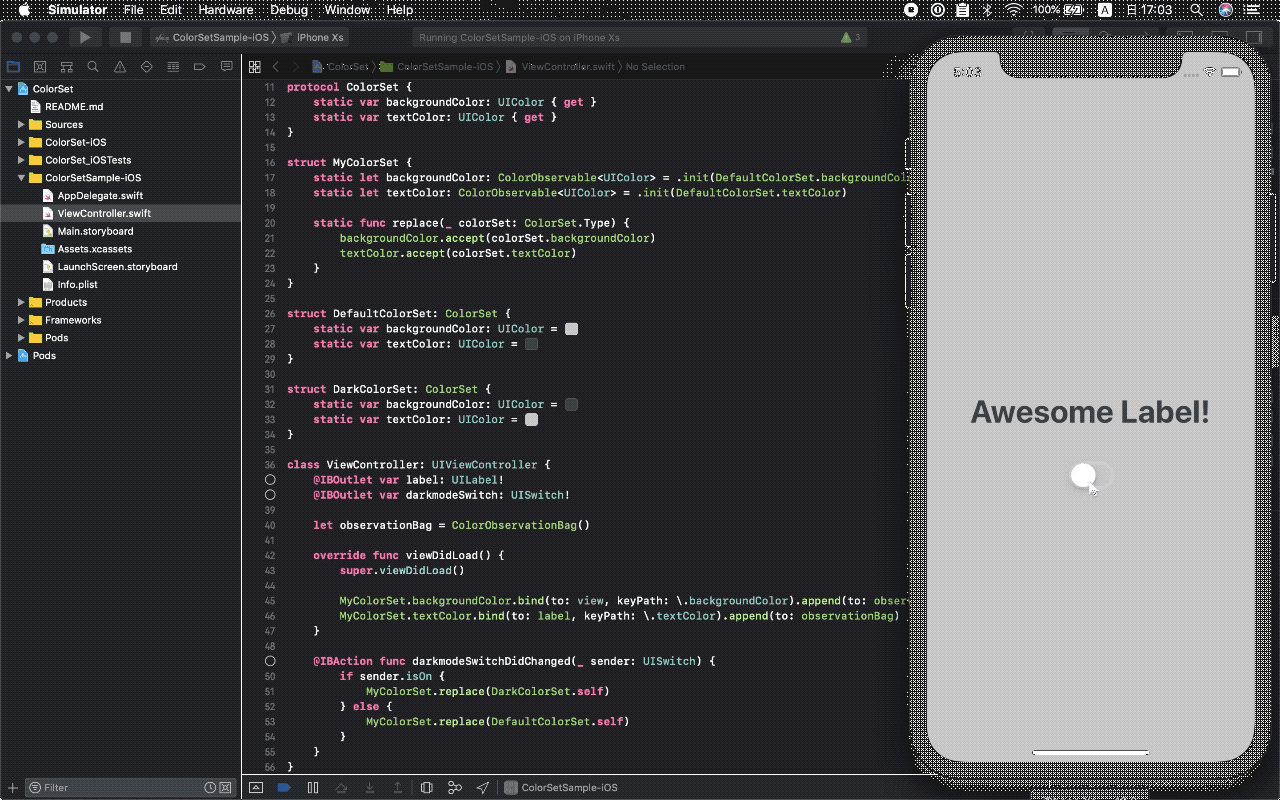 Simulator File Edit Hardware Debug Window Help 100% A 日 17:03
ColorSetSample-iOS iPhone Xs Running ColorSetSample-iOS on iPhone Xs 3
ColorSet ColorSetSample-iOS ViewController.swift No Selection
ColorSet
README.md
Sources
ColorSet-iOS
ColorSet_iOSTests
ColorSetSample-iOS
AppDelegate.swift
ViewController.swift
Main.storyboard
Assets.xcassets
LaunchScreen.storyboard
Info.plist
Products
Frameworks
Pods
Pods
Filter
11 protocol ColorSet {
12 static var backgroundColor: UIColor { get }
13 static var textColor: UIColor { get }
14 }
15
16 struct MyColorSet {
17 static let backgroundColor: ColorObservable<UIColor> = .init(DefaultColorSet.backgroundCol
18 static let textColor: ColorObservable<UIColor> = .init(DefaultColorSet.textColor)
19
20 static func replace(_ colorSet: ColorSet.Type) {
21 backgroundColor.accept(colorSet.backgroundColor)
22 textColor.accept(colorSet.textColor)
23 }
24 }
25
26 struct DefaultColorSet: ColorSet {
27 static var backgroundColor: UIColor =
28 static var textColor: UIColor =
29 }
30
31 struct DarkColorSet: ColorSet {
32 static var backgroundColor: UIColor =
33 static var textColor: UIColor =
34 }
35
36 class ViewController: UIViewController {
@IBOutlet var label: UILabel!
@IBOutlet var darkmodeSwitch: UISwitch!
39
40 let observationBag = ColorObservationBag()
41
42 override func viewDidLoad() {
43 super.viewDidLoad()
44
45 MyColorSet.backgroundColor.bind(to: view, keyPath: \.backgroundColor).append(to: obser
46 MyColorSet.textColor.bind(to: label, keyPath: \.textColor).append(to: observationBag)
47 }
48
@IBAction func darkmodeSwitchDidChanged(_ sender: UISwitch) {
50 if sender.isOn {
51 MyColorSet.replace(DarkColorSet.self)
52 } else {
53 MyColorSet.replace(DefaultColorSet.self)
54 }
55 }
56 }
ColorSetSample-iOS
5:03
Awesome Label!